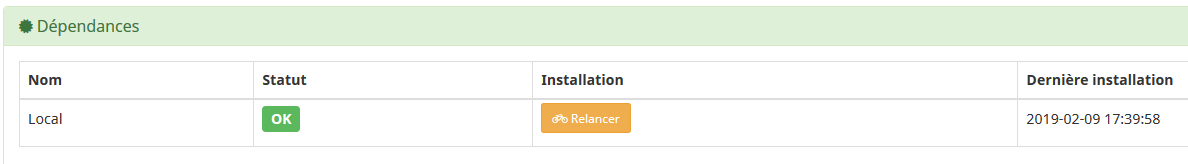 Dépendances
Nom Statut Installation Dernière installation
Local OK Relancer 2019-02-09 17:39:58